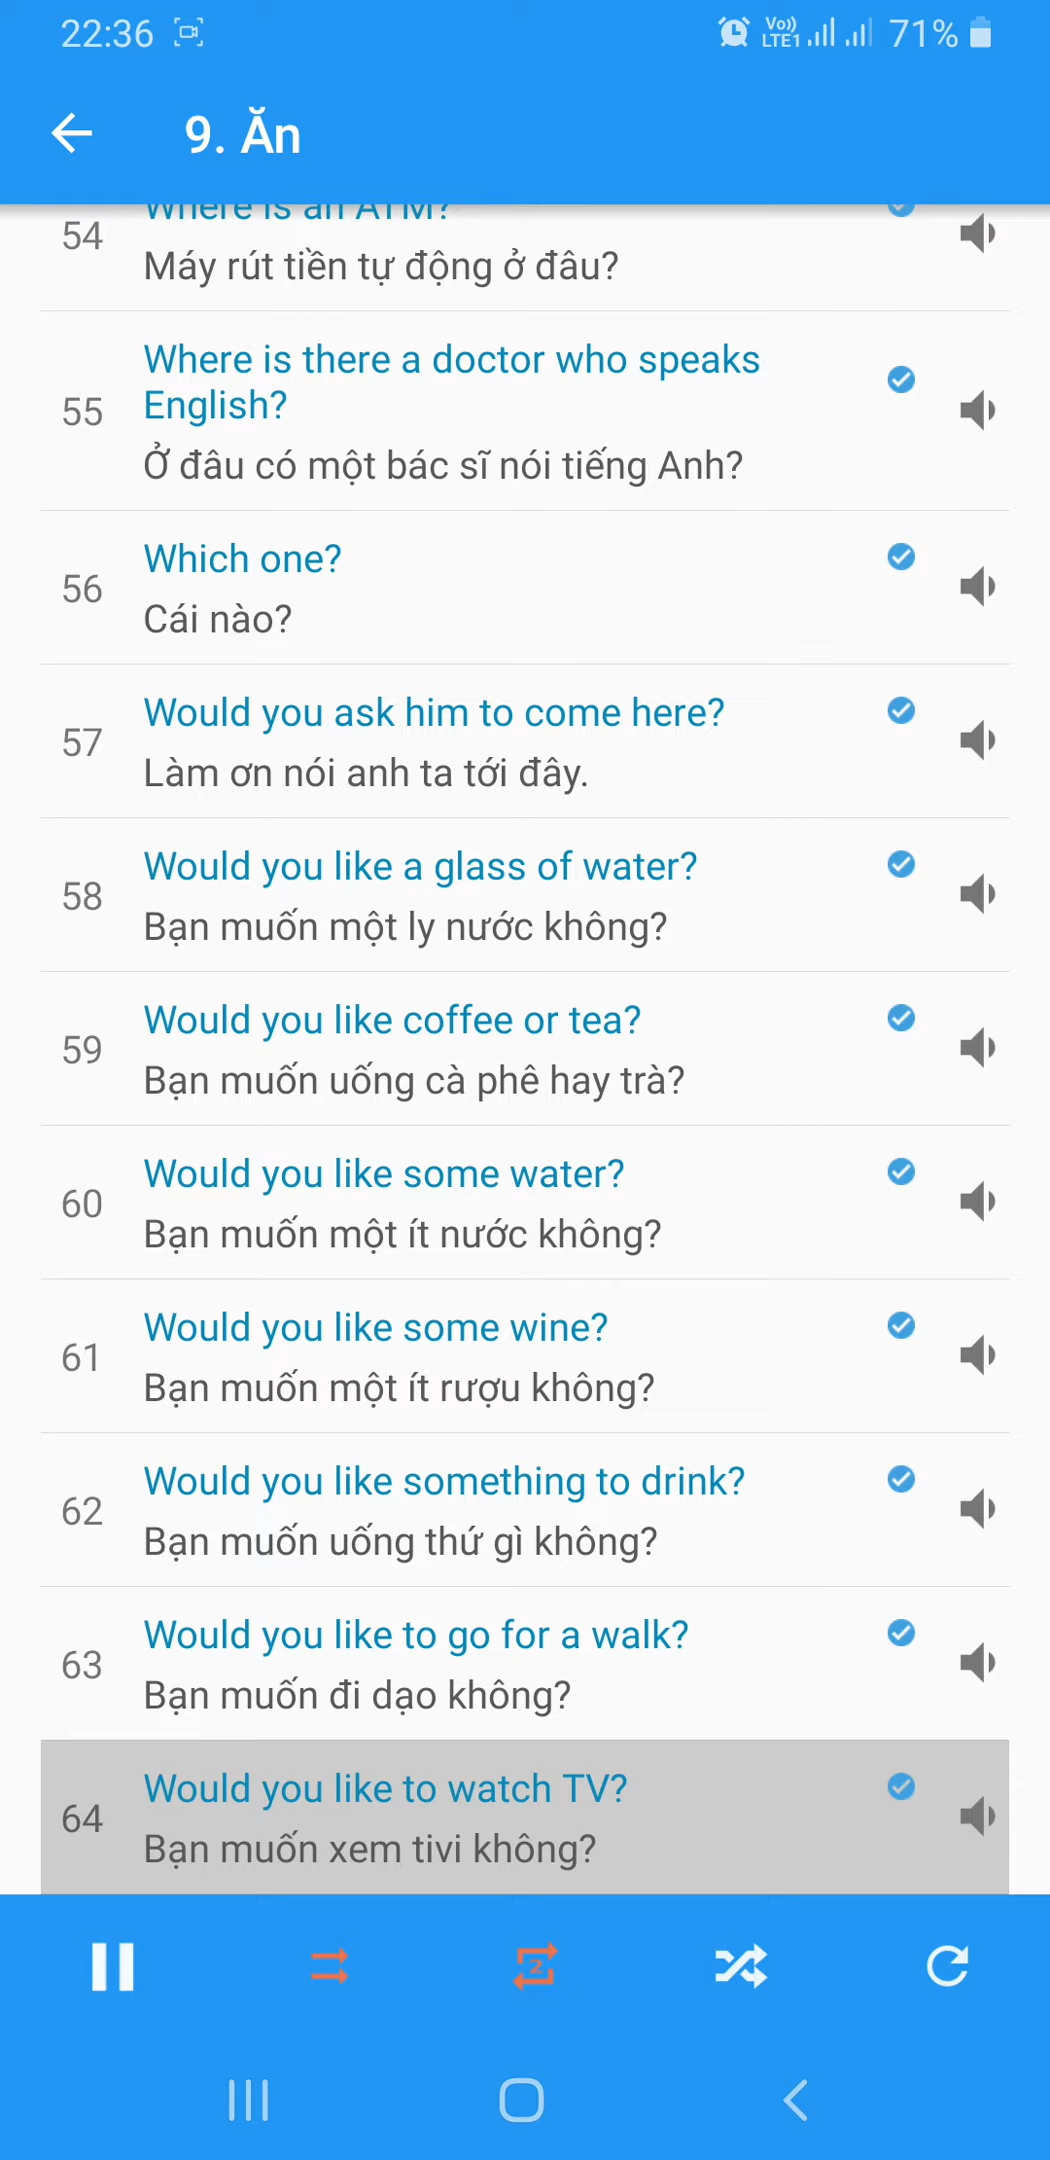 22:36
Vo)) LTE1 71%
9. Ăn
Where is an ATM?
54
Máy rút tiền tự động ở đâu?
Where is there a doctor who speaks
English?
55
Ở đâu có một bác sĩ nói tiếng Anh?
Which one?
56
Cái nào?
Would you ask him to come here?
57
Làm ơn nói anh ta tới đây.
Would you like a glass of water?
58
Bạn muốn một ly nước không?
Would you like coffee or tea?
59
Bạn muốn uống cà phê hay trà?
Would you like some water?
60
Bạn muốn một ít nước không?
Would you like some wine?
61
Bạn muốn một ít rượu không?
Would you like something to drink?
62
Bạn muốn uống thứ gì không?
Would you like to go for a walk?
63
Bạn muốn đi dạo không?
Would you like to watch TV?
64
Bạn muốn xem tivi không?
2